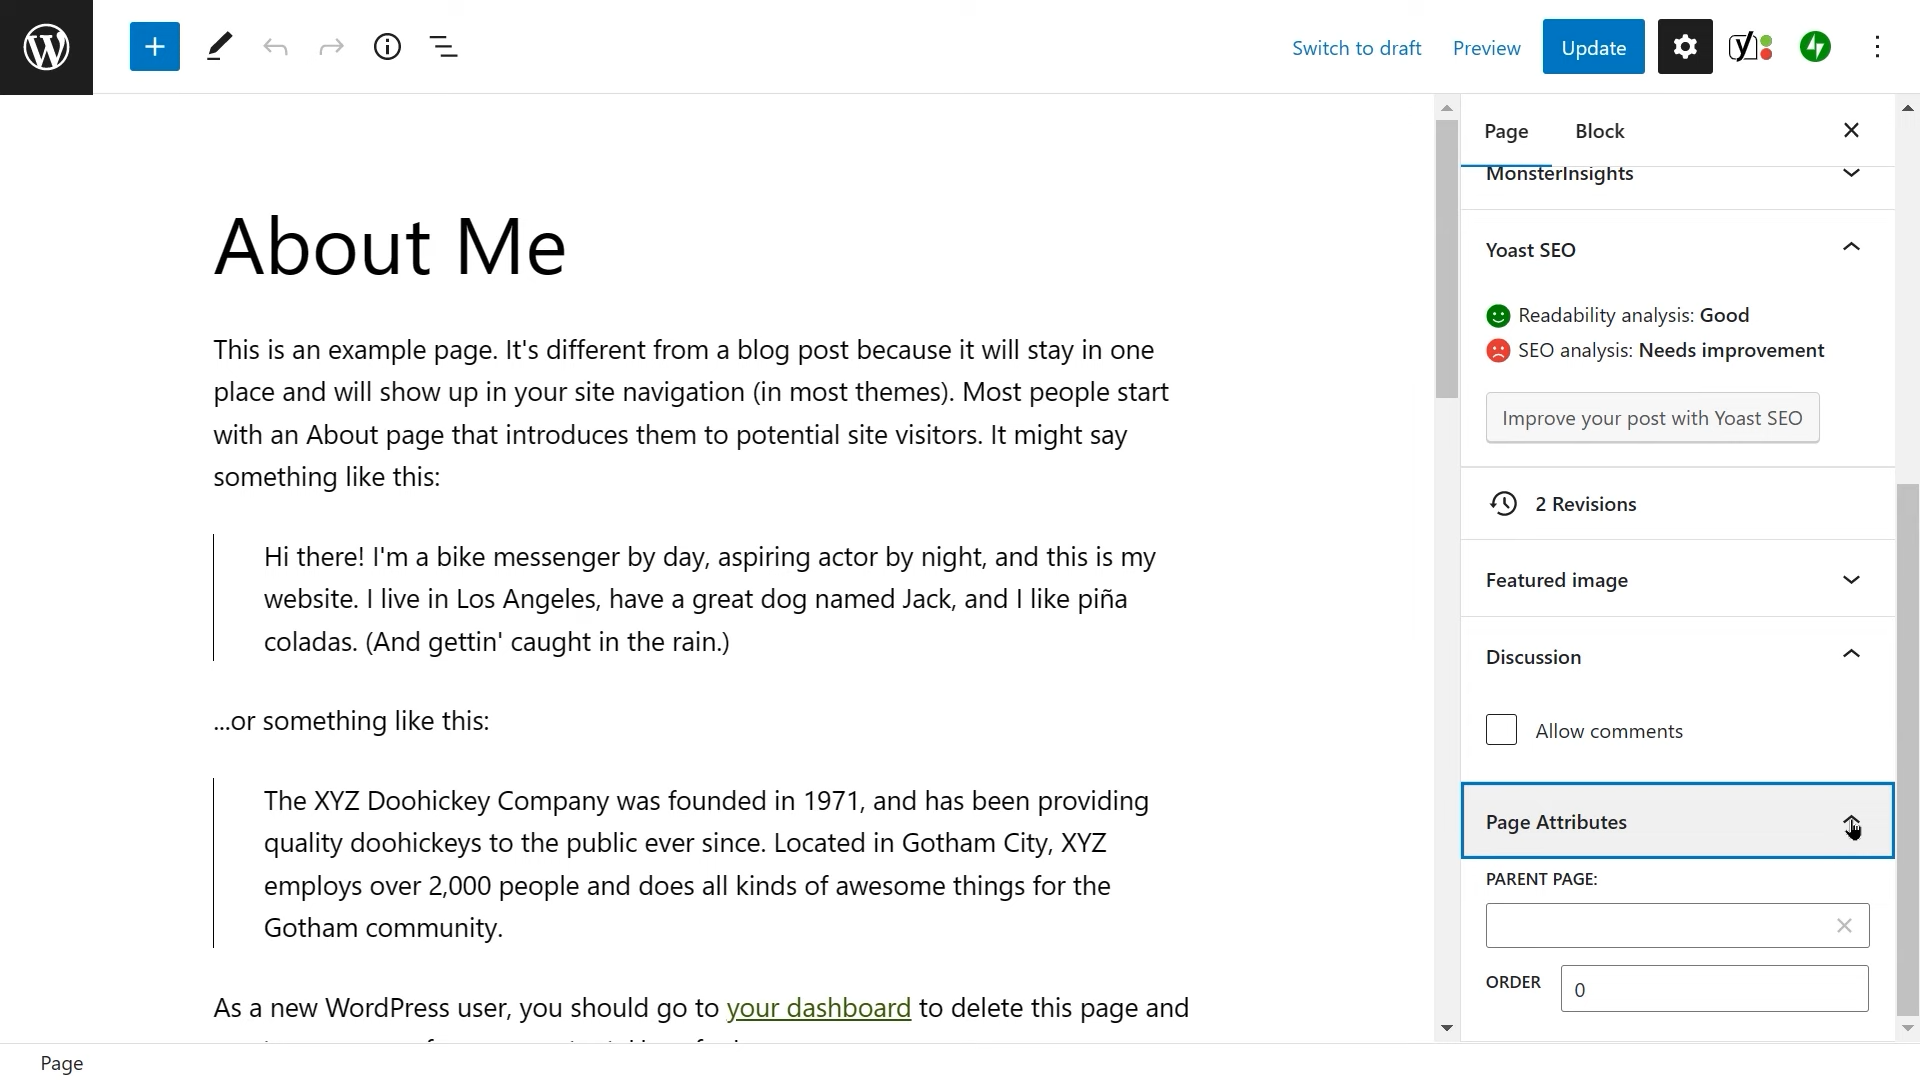 Switch to draft
Preview
Update
About Me
This is an example page. It's different from a blog post because it will stay in one
place and will show up in your site navigation (in most themes). Most people start
with an About page that introduces them to potential site visitors. It might say
something like this:
Hi there! I'm a bike messenger by day, aspiring actor by night, and this is my
website. I live in Los Angeles, have a great dog named Jack, and I like piña
coladas. (And gettin' caught in the rain.)
...or something like this:
The XYZ Doohickey Company was founded in 1971, and has been providing
quality doohickeys to the public ever since. Located in Gotham City, XYZ
employs over 2,000 people and does all kinds of awesome things for the
Gotham community.
As a new WordPress user, you should go to your dashboard to delete this page and
Page
Block
MonsterInsights
Yoast SEO
Readability analysis: Good
SEO analysis: Needs improvement
Improve your post with Yoast SEO
2 Revisions
Featured image
Discussion
Allow comments
Page Attributes
PARENT PAGE:
ORDER
0
Page